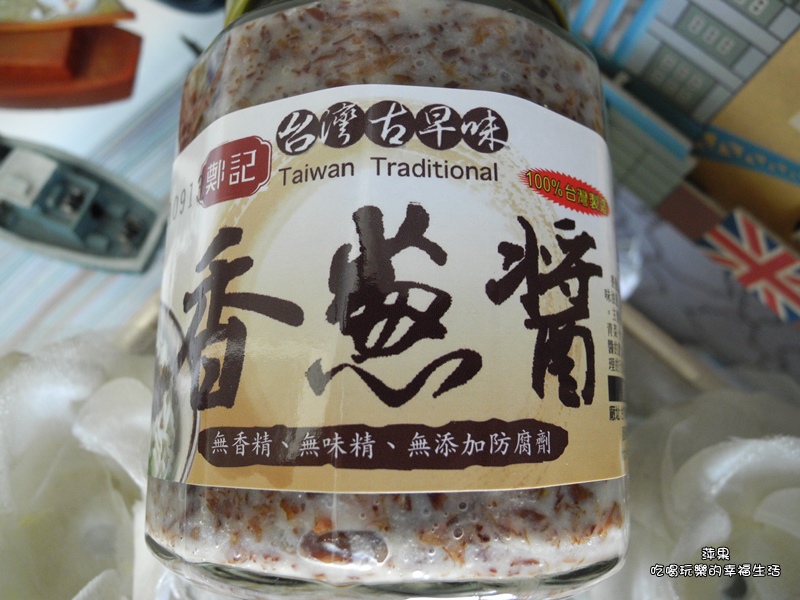 台灣古早味
鄭記
Taiwan Traditional
100%台灣製
香蔥醬
無香精、無味精、無添加防腐劑
萍果
吃喝玩樂的幸福生活